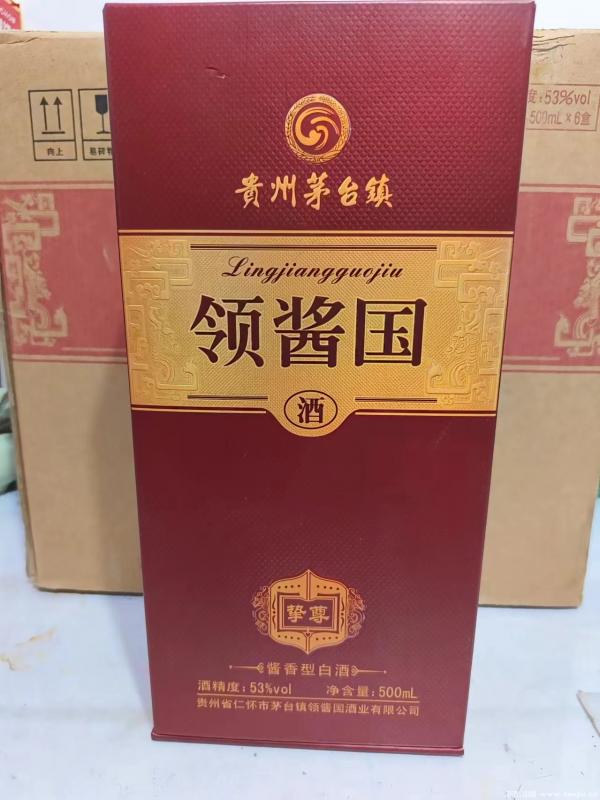 貴州茅台鎮
Lingjiangguojiu
领酱国
酒
挚尊
酱香型白酒
酒精度:53%vol 净含量:500mL
贵州省仁怀市茅台镇领酱国酒业有限公司
向上
度:53%vol
500mL×6盒